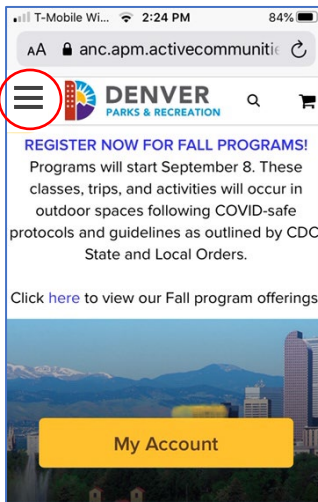 T-Mobile Wi... 2:24 PM 84%
AA anc.apm.activecommunitie
DENVER
PARKS & RECREATION
REGISTER NOW FOR FALL PROGRAMS!
Programs will start September 8. These
classes, trips, and activities will occur in
outdoor spaces following COVID-safe
protocols and guidelines as outlined by CDC
State and Local Orders.
Click here to view our Fall program offerings
My Account